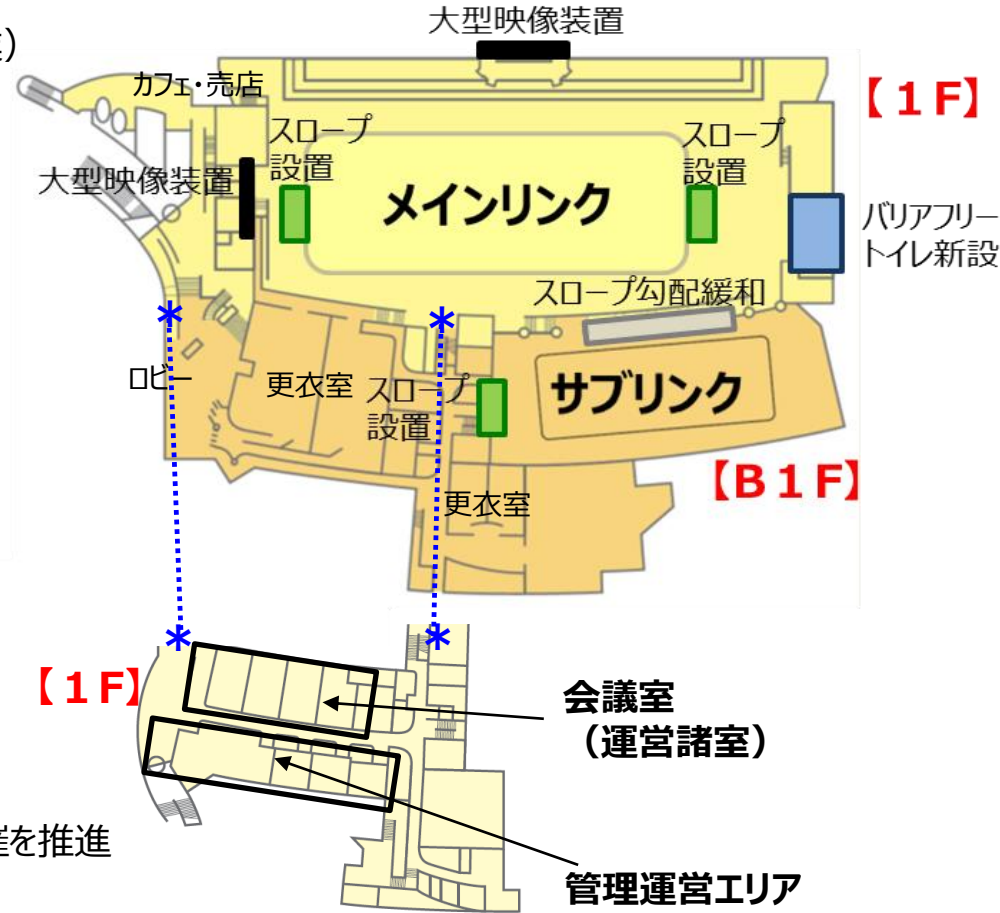 大型映像装置
)
カフェ・売店
【１F】
スロープ
設置
スロープ
設置
大型映像装置
メインリンク
バリアフリー
トイレ新設
スロープ勾配緩和
*
*
ロビー
更衣室
スロープ
設置
サブリンク
【B１F】
更衣室
*
*
【１F】
会議室
（運営諸室）
催を推進
管理運営エリア